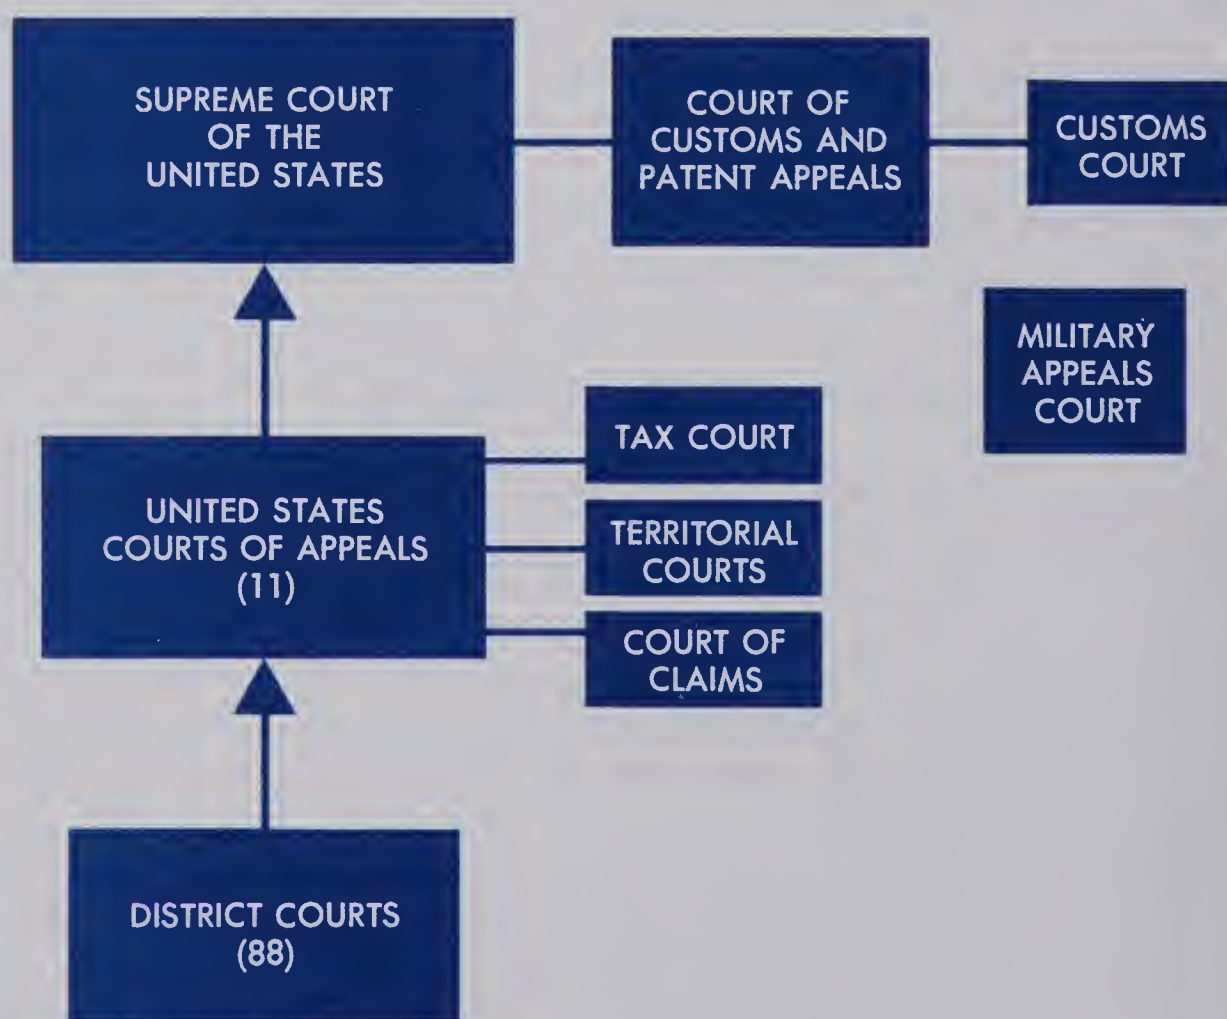 SUPREME COURT
OF THE
UNITED STATES
COURT OF
CUSTOMS AND
PATENT APPEALS
CUSTOMS
COURT
MILITARY
APPEALS
COURT
TAX COURT
UNITED STATES
COURTS OF APPEALS
(11)
TERRITORIAL
COURTS
COURT OF
CLAIMS
DISTRICT COURTS
(88)